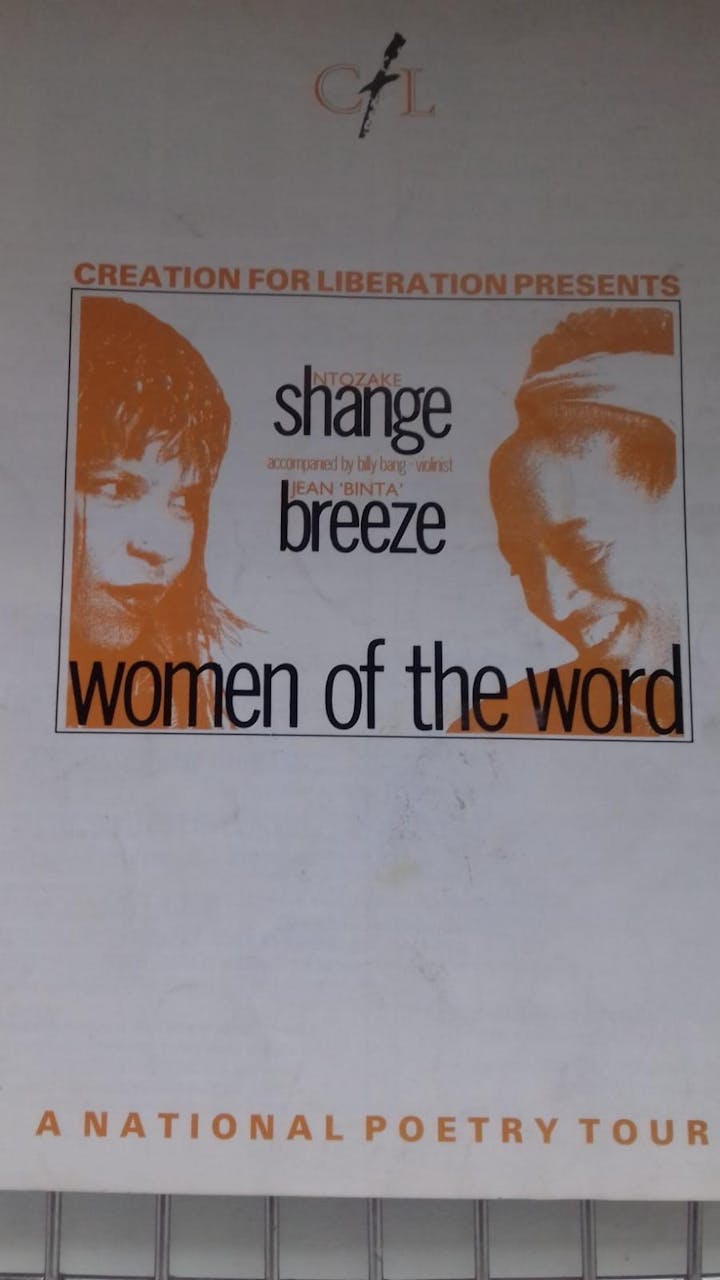 CfL
CREATION FOR LIBERATION PRESENTS
NTOZAKE
shange
accompanied by billy bang - violinist
JEAN 'BINTA'
breeze
women of the word
A NATIONAL POETRY TOUR